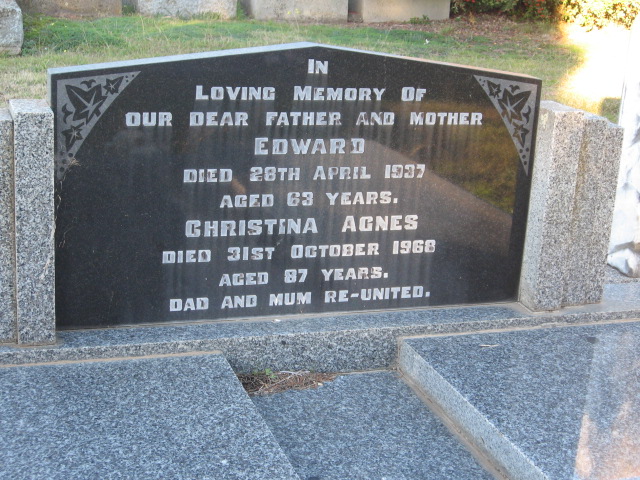 IN
LOVING MEMORY OF
OUR DEAR FATHER AND MOTHER
EDWARD
DIED 28TH APRIL 1937
AGED 63 YEARS.
CHRISTINA AGNES
DIED 31ST OCTOBER 1968
AGED 87 YEARS.
DAD AND MUM RE-UNITED.